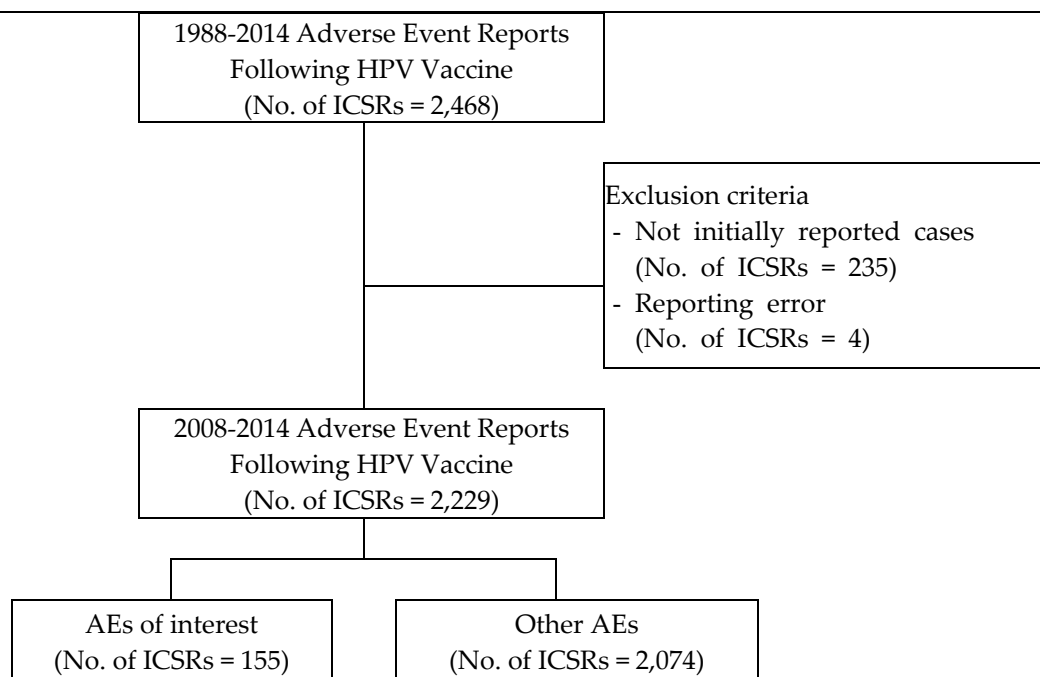 1988-2014 Adverse Event Reports
Following HPV Vaccine
(No. of ICSRs = 2,468)
Exclusion criteria
- Not initially reported cases
(No. of ICSRs = 235)
- Reporting error
(No. of ICSRs = 4)
2008-2014 Adverse Event Reports
Following HPV Vaccine
(No. of ICSRs = 2,229)
AEs of interest
(No. of ICSRs = 155)
Other AEs
(No. of ICSRs = 2,074)